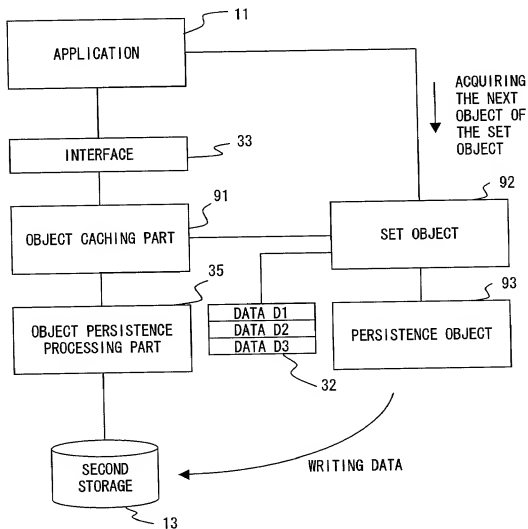 11
APPLICATION
ACQUIRING
THE NEXT
OBJECT OF
THE SET
OBJECT
INTERFACE
33
91
92
OBJECT CACHING PART
SET OBJECT
35
93
OBJECT PERSISTENCE
PROCESSING PART
DATA D1
DATA D2
DATA D3
PERSISTENCE OBJECT
32
SECOND
STORAGE
WRITING DATA
13